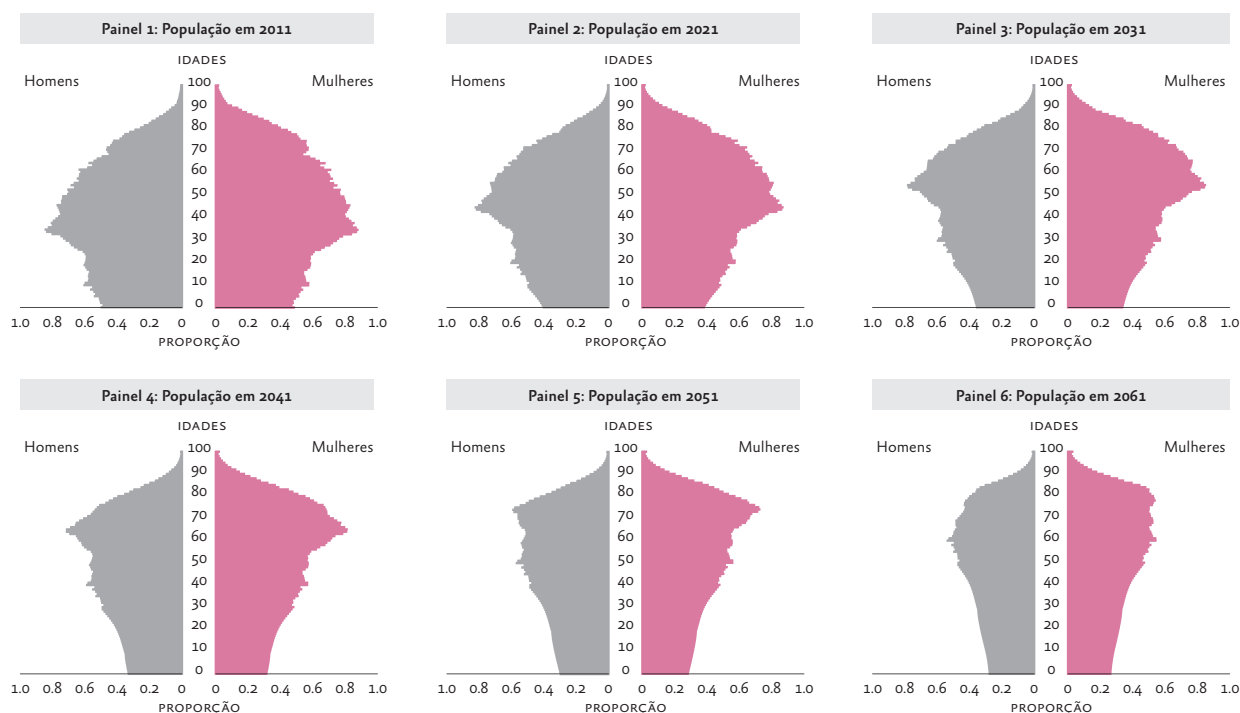 Painel 1: População em 2011
IDADES
Homens
Mulheres
100
90
80
70
60
50
40
30
20
10
0
1.0 0.8 0.6 0.4 0.2 0 0 0.2 0.4 0.6 0.8 1.0
PROPORÇÃO
Painel 2: População em 2021
IDADES
Homens
Mulheres
100
90
80
70
60
50
40
30
20
10
0
1.0 0.8 0.6 0.4 0.2 0 0 0.2 0.4 0.6 0.8 1.0
PROPORÇÃO
Painel 3: População em 2031
IDADES
Homens
Mulheres
100
90
80
70
60
50
40
30
20
10
0
1.0 0.8 0.6 0.4 0.2 0 0 0.2 0.4 0.6 0.8 1.0
PROPORÇÃO
Painel 4: População em 2041
IDADES
Homens
Mulheres
100
90
80
70
60
50
40
30
20
10
0
1.0 0.8 0.6 0.4 0.2 0 0 0.2 0.4 0.6 0.8 1.0
PROPORÇÃO
Painel 5: População em 2051
IDADES
Homens
Mulheres
100
90
80
70
60
50
40
30
20
10
0
1.0 0.8 0.6 0.4 0.2 0 0 0.2 0.4 0.6 0.8 1.0
PROPORÇÃO
Painel 6: População em 2061
IDADES
Homens
Mulheres
100
90
80
70
60
50
40
30
20
10
0
1.0 0.8 0.6 0.4 0.2 0 0 0.2 0.4 0.6 0.8 1.0
PROPORÇÃO